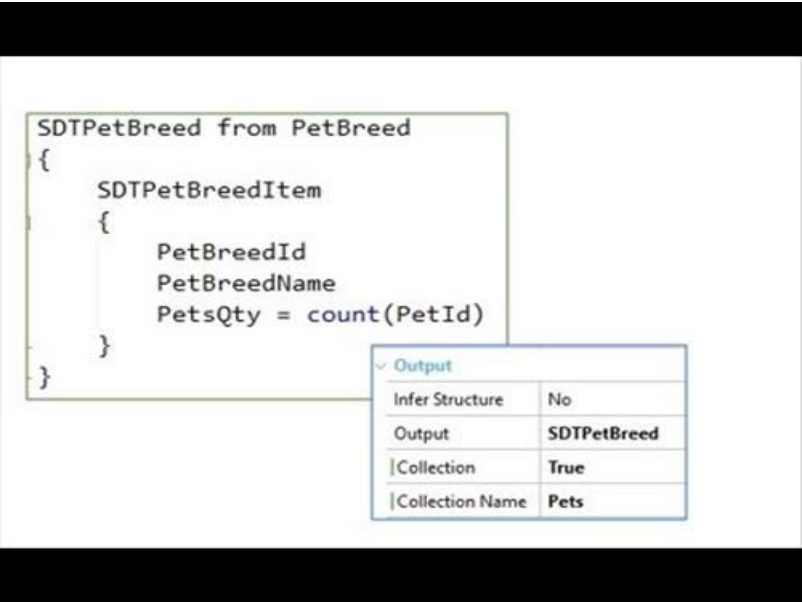 SDTPetBreed from PetBreed
{
SDTPetBreedItem
{
PetBreedId
PetBreedName
PetsQty = count(PetId)
}
}
Output
Infer Structure No
Output SDTPetBreed
Collection True
Collection Name Pets